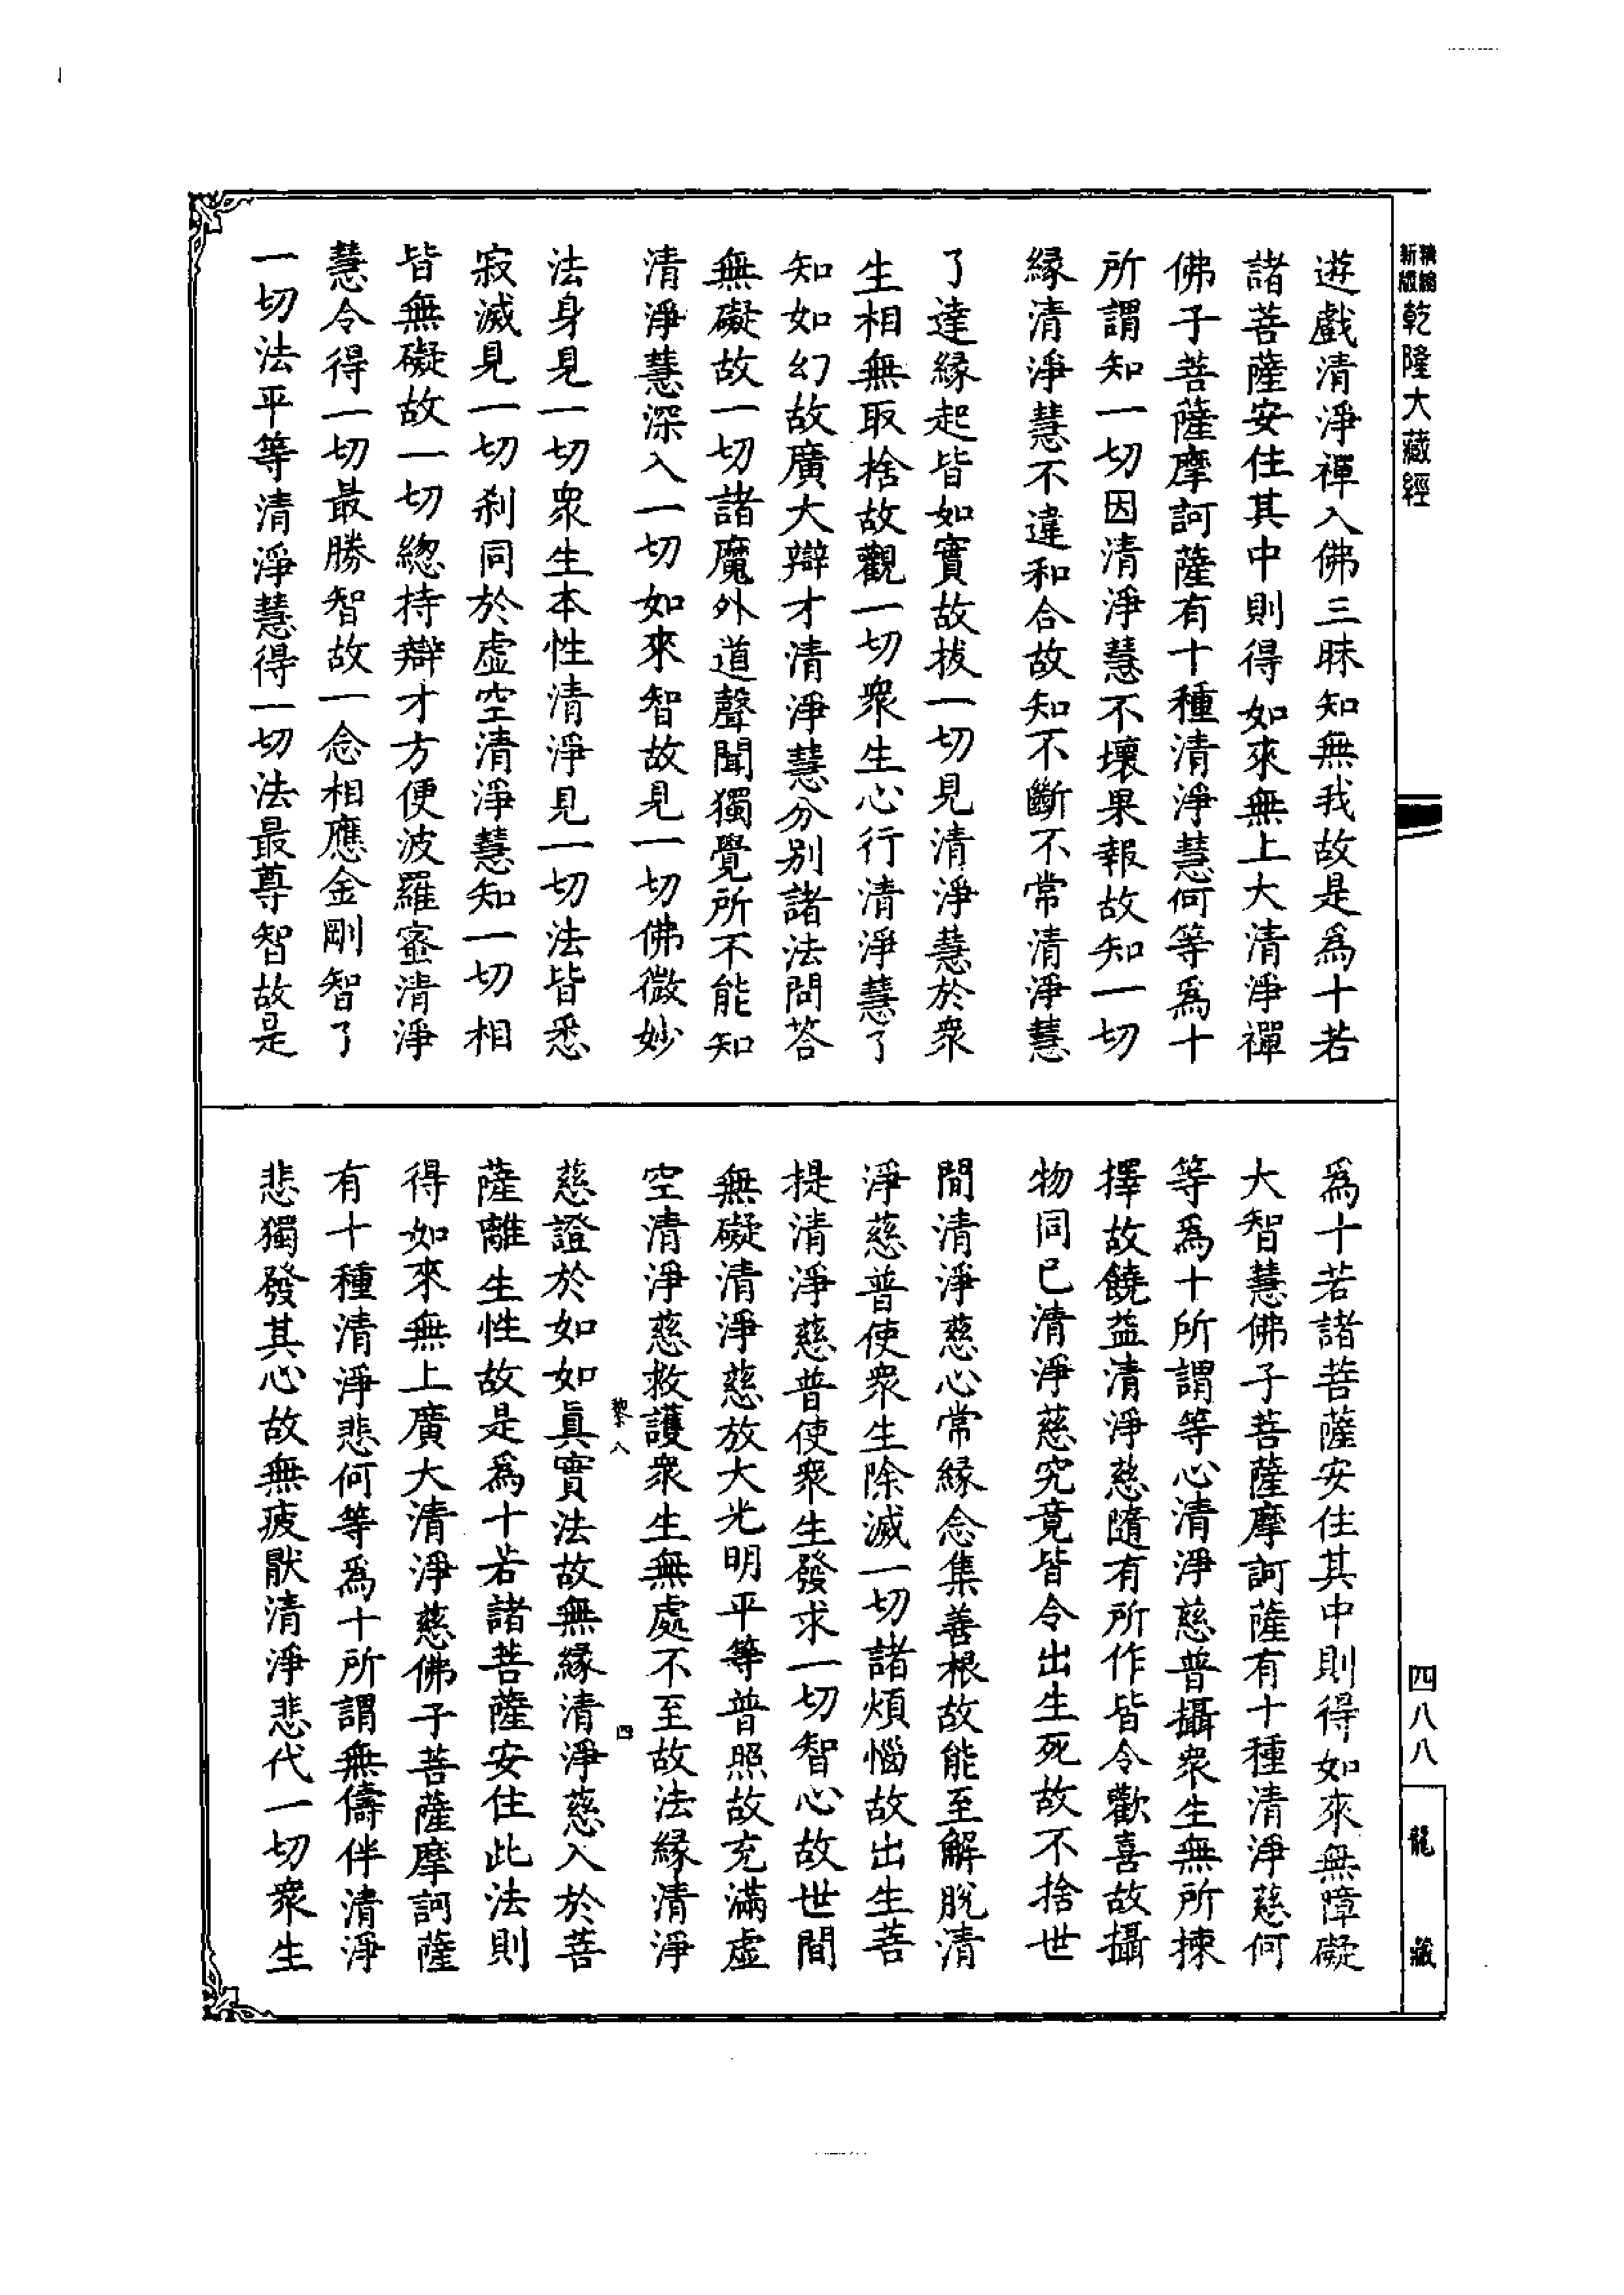 新編縮版乾隆大藏經
遊戲清淨禪入佛三昧知無我故是為十若
諸菩薩安住其中則得如來無上大清淨禪
佛子菩薩摩訶薩有十種清淨慧何等為十
所謂知一切因清淨慧不壞果報故知一切
緣清淨慧不違和合故知不斷不常清淨慧
了達緣起皆如實故拔一切見清淨慧於衆
生相無取捨故觀一切衆生心行清淨慧了
知如幻故廣大辯才清淨慧分別諸法問答
無礙故一切諸魔外道聲聞獨覺所不能知
清淨慧深入一切如來智故見一切佛微妙
法身見一切衆生本性清淨見一切法皆悉
寂滅見一切刹同於虛空清淨慧知一切相
皆無礙故一切總持辯才方便波羅蜜清淨
慧令得一切最勝智故一念相應金剛智了
一切法平等清淨慧得一切法最尊智故是
為十若諸菩薩安住其中則得如來無障礙
大智慧佛子菩薩摩訶薩有十種清淨慈何
等為十所謂等心清淨慈普攝衆生無所揀
擇故饒益清淨慈隨有所作皆令歡喜故攝
物同己清淨慈究竟皆令出生死故不捨世
間清淨慈心常緣念集善根故能至解脫清
淨慈普使衆生除滅一切諸煩惱故出生菩
提清淨慈普使衆生發求一切智心故世間
無礙清淨慈放大光明平等普照故充滿虛
空清淨慈救護衆生無處不至故法緣清淨
黎八 四
慈證於如如眞實法故無緣清淨慈入於菩
薩離生性故是為十若諸菩薩安住此法則
得如來無上廣大清淨慈佛子菩薩摩訶薩
有十種清淨悲何等為十所謂無儔伴清淨
悲獨發其心故無疲厭清淨悲代一切衆生
四八八
龍藏